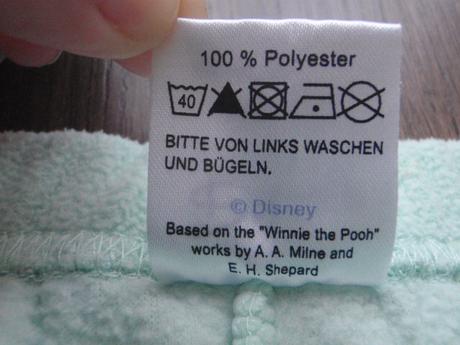 100 % Polyester
40
BITTE VON LINKS WASCHEN
UND BÜGELN.
© Disney
Based on the "Winnie the Pooh"
works by A. A. Milne and
E. H. Shepard